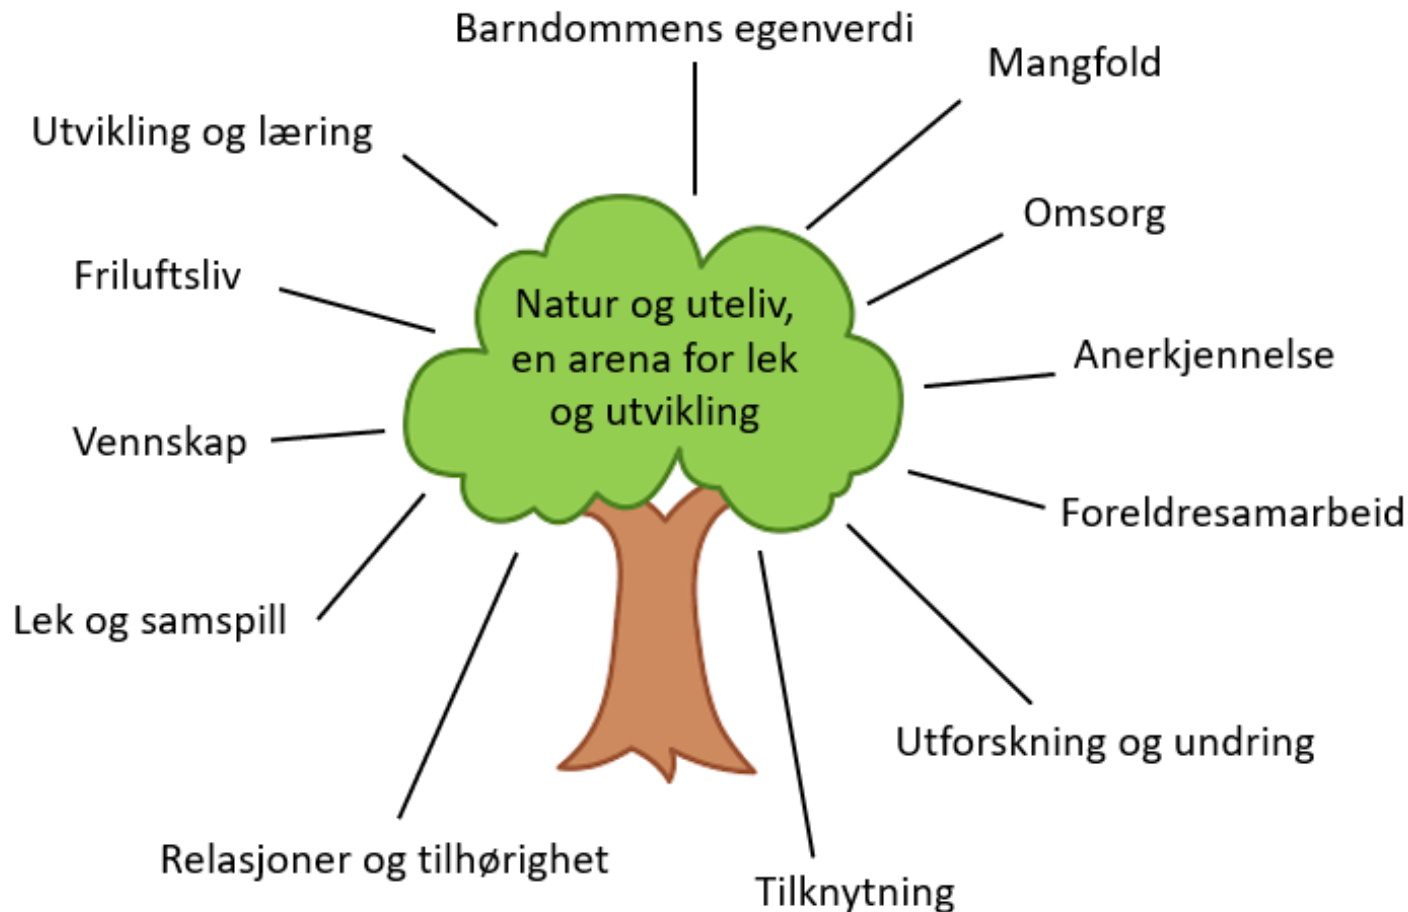 Barndommens egenverdi
Mangfold
Utvikling og læring
Omsorg
Friluftsliv
Natur og uteliv,
en arena for lek
og utvikling
Anerkjennelse
Vennskap
Foreldresamarbeid
Lek og samspill
Utforskning og undring
Relasjoner og tilhørighet
Tilknytning